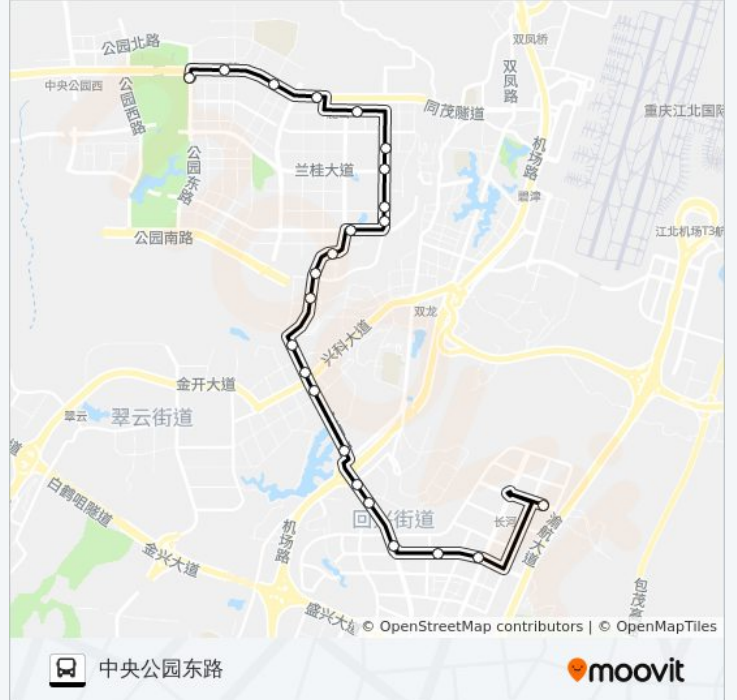 公园北路
双凤桥
中央公园西
双凤路
公园西路
同茂隧道
重庆江北国际
机场路
公园东路
兰桂大道
碧津
公园南路
江北机场T3航
双龙
兴科大道
金开大道
翠云
翠云街道
道
白鹤咀隧道
回兴街道
长河
渝航大道
机场路
金兴大道
包茂高
盛兴大道
© OpenStreetMap contributors | © OpenMapTiles
中央公园东路
moovit